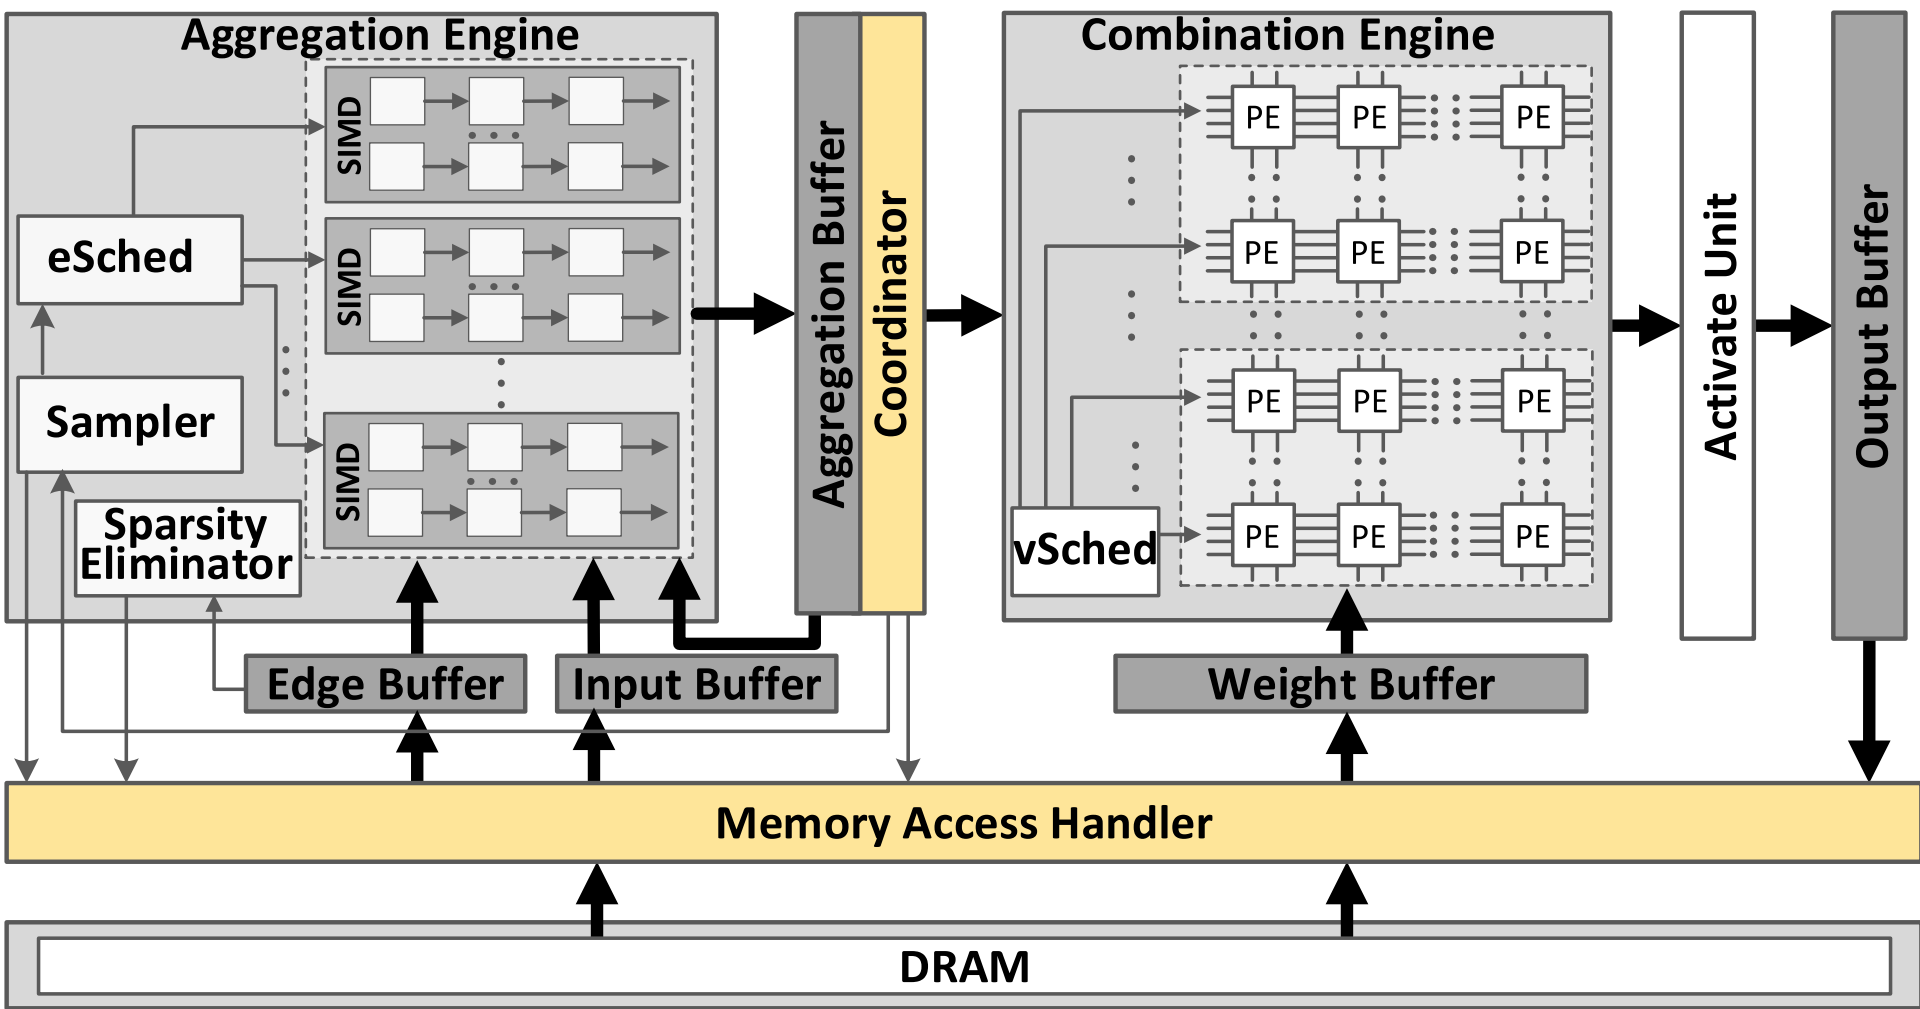 Aggregation Engine
SIMD
SIMD
SIMD
eSched
Sampler
Sparsity
Eliminator
Aggregation Buffer
Coordinator
Combination Engine
PE PE PE
PE PE PE
PE PE PE
PE PE PE
vSched
Activate Unit
Output Buffer
Edge Buffer
Input Buffer
Weight Buffer
Memory Access Handler
DRAM